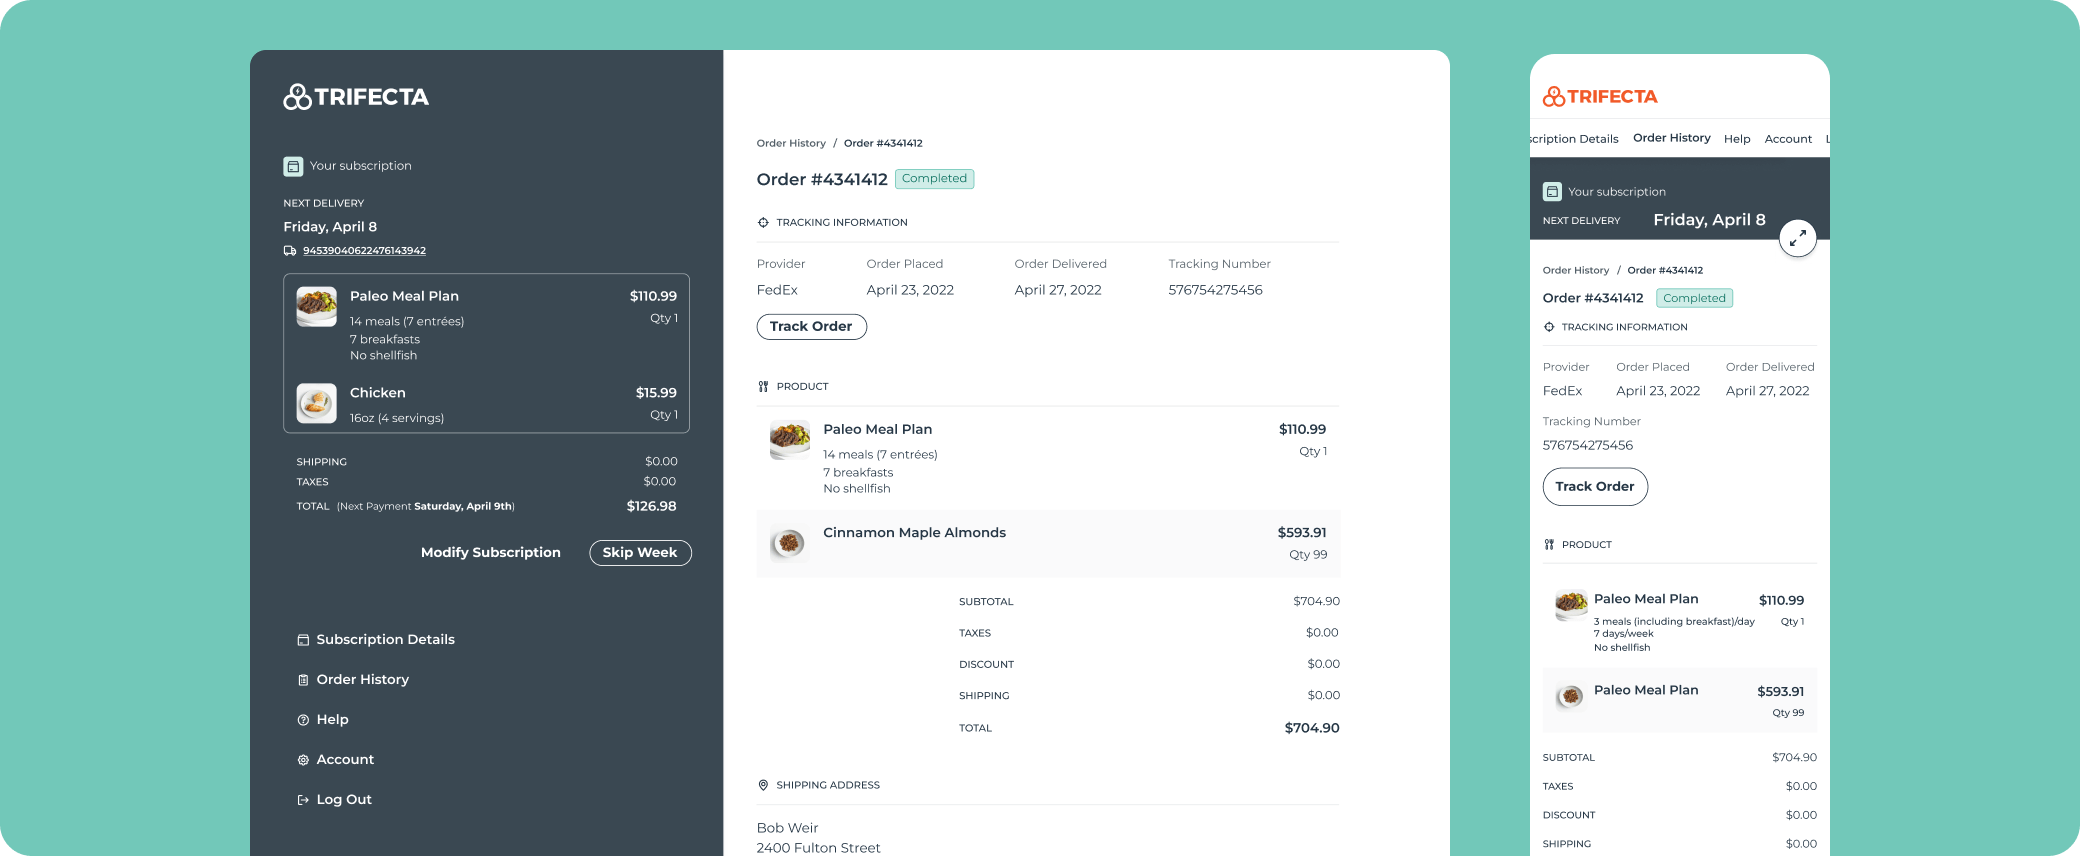 TRIFECTA
Your subscription
NEXT DELIVERY
Friday, April 8
94539040622476143942
Paleo Meal Plan $110.99
14 meals (7 entrées) Qty 1
7 breakfasts
No shellfish
Chicken $15.99
16oz (4 servings) Qty 1
SHIPPING $0.00
TAXES $0.00
TOTAL (Next Payment Saturday, April 9th) $126.98
Modify Subscription Skip Week
Subscription Details
Order History
Help
Account
Log Out
Order History / Order #4341412
Order #4341412 Completed
TRACKING INFORMATION
Provider Order Placed Order Delivered Tracking Number
FedEx April 23, 2022 April 27, 2022 576754275456
Track Order
PRODUCT
Paleo Meal Plan $110.99
14 meals (7 entrées) Qty 1
7 breakfasts
No shellfish
Cinnamon Maple Almonds $593.91
Qty 99
SUBTOTAL $704.90
TAXES $0.00
DISCOUNT $0.00
SHIPPING $0.00
TOTAL $704.90
SHIPPING ADDRESS
Bob Weir
2400 Fulton Street
TRIFECTA
scription Details Order History Help Account L
Your subscription
NEXT DELIVERY Friday, April 8
Order History / Order #4341412
Order #4341412 Completed
TRACKING INFORMATION
Provider Order Placed Order Delivered
FedEx April 23, 2022 April 27, 2022
Tracking Number
576754275456
Track Order
PRODUCT
Paleo Meal Plan $110.99
3 meals (including breakfast)/day Qty 1
7 days/week
No shellfish
Paleo Meal Plan $593.91
Qty 99
SUBTOTAL $704.90
TAXES $0.00
DISCOUNT $0.00
SHIPPING $0.00